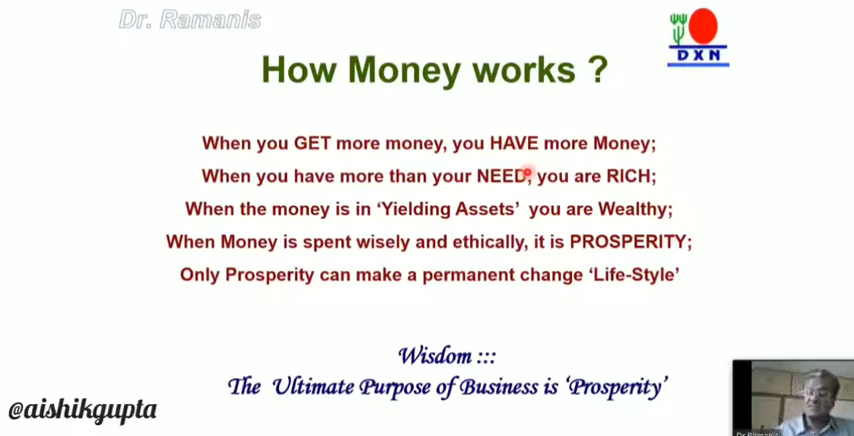 Dr. Ramanis
DXN
How Money works ?
When you GET more money, you HAVE more Money;
When you have more than your NEED, you are RICH;
When the money is in ‘Yielding Assets’ you are Wealthy;
When Money is spent wisely and ethically, it is PROSPERITY;
Only Prosperity can make a permanent change ‘Life-Style’
Wisdom :::
The Ultimate Purpose of Business is ‘Prosperity’
@aishikgupta
Dr Ramanis